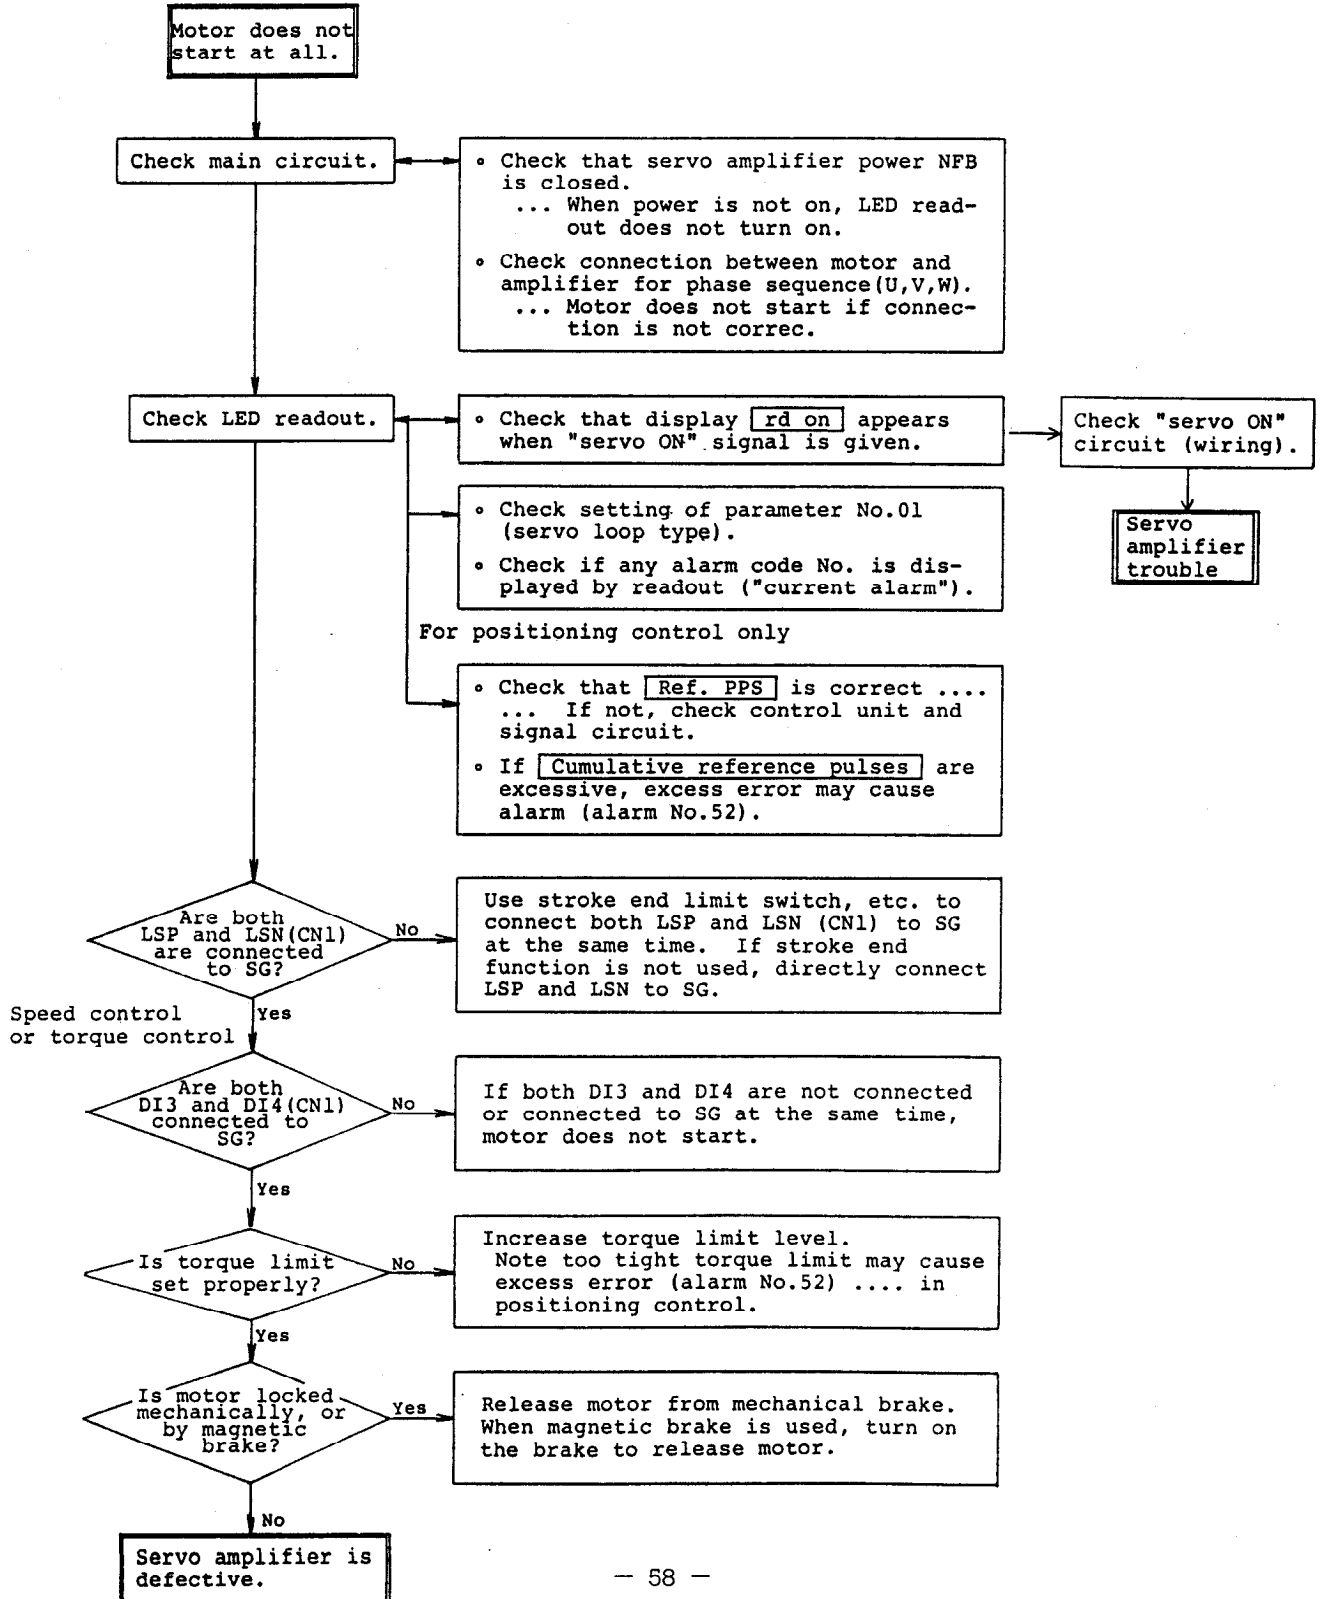 Motor does not
start at all.
Check main circuit.
∘ Check that servo amplifier power NFB
is closed.
... When power is not on, LED read-
out does not turn on.
∘ Check connection between motor and
amplifier for phase sequence(U,V,W).
... Motor does not start if connec-
tion is not correc.
Check LED readout.
∘ Check that display rd on appears
when "servo ON" signal is given.
Check "servo ON"
circuit (wiring).
Servo
amplifier
trouble
∘ Check setting of parameter No.01
(servo loop type).
∘ Check if any alarm code No. is dis-
played by readout ("current alarm").
For positioning control only
∘ Check that Ref. PPS is correct ....
... If not, check control unit and
signal circuit.
∘ If Cumulative reference pulses are
excessive, excess error may cause
alarm (alarm No.52).
Are both
LSP and LSN(CN1)
are connected
to SG?
No
Use stroke end limit switch, etc. to
connect both LSP and LSN (CN1) to SG
at the same time. If stroke end
function is not used, directly connect
LSP and LSN to SG.
Yes
Speed control
or torque control
Are both
DI3 and DI4(CN1)
connected to
SG?
No
If both DI3 and DI4 are not connected
or connected to SG at the same time,
motor does not start.
Yes
Is torque limit
set properly?
No
Increase torque limit level.
Note too tight torque limit may cause
excess error (alarm No.52) .... in
positioning control.
Yes
Is motor locked
mechanically, or
by magnetic
brake?
Yes
Release motor from mechanical brake.
When magnetic brake is used, turn on
the brake to release motor.
No
Servo amplifier is
defective.
— 58 —